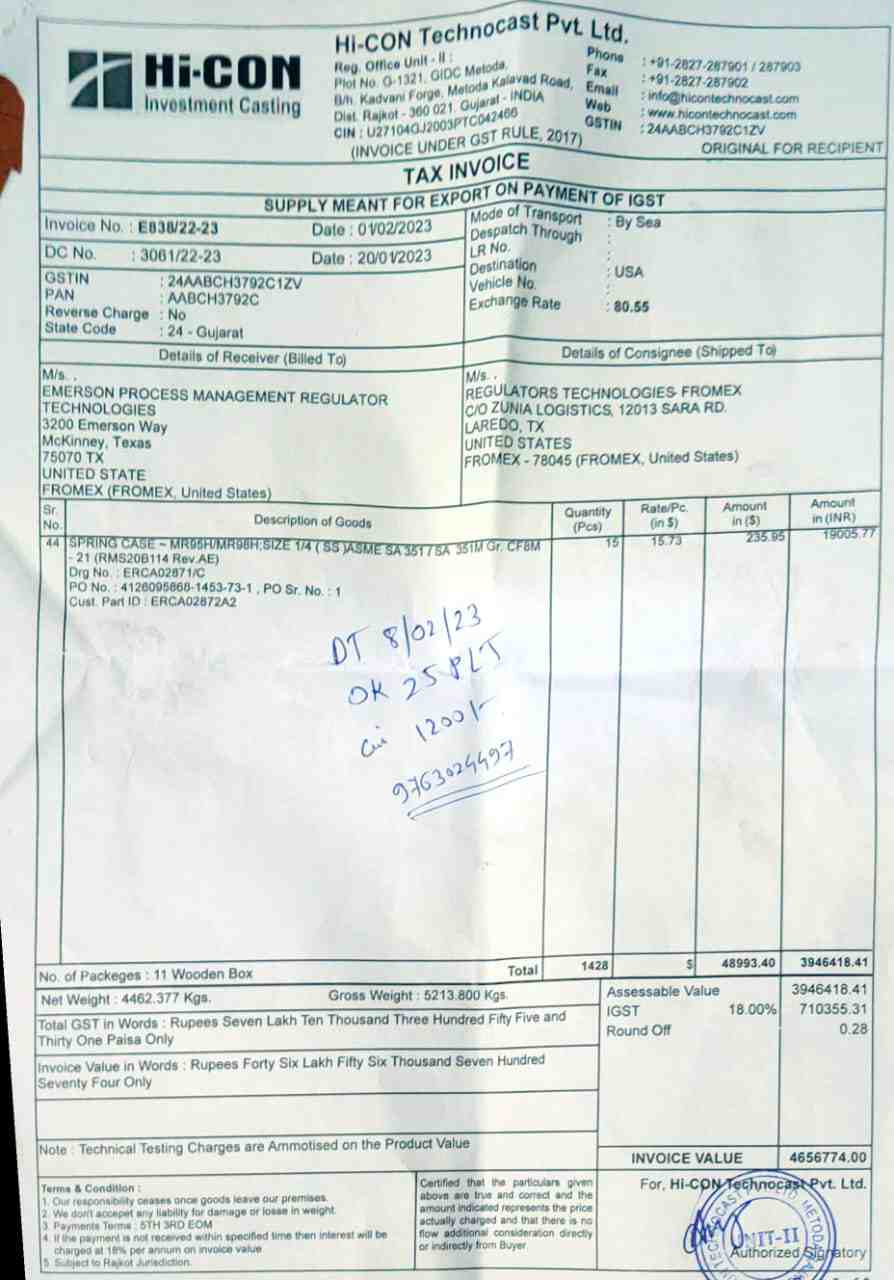 Hi-CON
Investment Casting
Hi-CON Technocast Pvt. Ltd.
Reg. Office Unit - II :
Plot No. G-1321, GIDC Metoda,
B/h. Kadvani Forge, Metoda Kalavad Road,
Dist. Rajkot - 360 021. Gujarat - INDIA
CIN : U27104GJ2003PTC042466
(INVOICE UNDER GST RULE, 2017)
Phone : +91-2827-287901 / 287903
Fax : +91-2827-287902
Email : info@hicontechnocast.com
Web : www.hicontechnocast.com
GSTIN : 24AABCH3792C1ZV
ORIGINAL FOR RECIPIENT
TAX INVOICE
SUPPLY MEANT FOR EXPORT ON PAYMENT OF IGST
Invoice No. : E838/22-23 Date : 01/02/2023
DC No. : 3061/22-23 Date : 20/01/2023
GSTIN : 24AABCH3792C1ZV
PAN : AABCH3792C
Reverse Charge : No
State Code : 24 - Gujarat
Mode of Transport : By Sea
Despatch Through :
LR No. :
Destination : USA
Vehicle No. :
Exchange Rate : 80.55
Details of Receiver (Billed To)
M/s. .
EMERSON PROCESS MANAGEMENT REGULATOR
TECHNOLOGIES
3200 Emerson Way
McKinney, Texas
75070 TX
UNITED STATE
FROMEX (FROMEX, United States)
Details of Consignee (Shipped To)
M/s. .
REGULATORS TECHNOLOGIES FROMEX
C/O ZUNIA LOGISTICS, 12013 SARA RD.
LAREDO, TX
UNITED STATES
FROMEX - 78045 (FROMEX, United States)
Sr. No. Description of Goods Quantity (Pcs) Rate/Pc. (in $) Amount in ($) Amount in (INR)
44 SPRING CASE ~ MR95H/MR98H;SIZE 1/4 ( SS )ASME SA 351 / SA 351M Gr. CF8M 15 15.73 235.95 19005.77
- 21 (RMS20B114 Rev.AE)
Drg No. : ERCA02871/C
PO No. : 4126095868-1453-73-1 , PO Sr. No. : 1
Cust. Part ID : ERCA02872A2
DT 8/02/23
OK 25 PLT
1200/-
9763024497
No. of Packeges : 11 Wooden Box Total 1428 $ 48993.40 3946418.41
Net Weight : 4462.377 Kgs. Gross Weight : 5213.800 Kgs.
Total GST in Words : Rupees Seven Lakh Ten Thousand Three Hundred Fifty Five and
Thirty One Paisa Only
Invoice Value in Words : Rupees Forty Six Lakh Fifty Six Thousand Seven Hundred
Seventy Four Only
Note : Technical Testing Charges are Ammotised on the Product Value
Assessable Value 3946418.41
IGST 18.00% 710355.31
Round Off 0.28
INVOICE VALUE 4656774.00
Terms & Condition :
1. Our responsibility ceases once goods leave our premises.
2. We don't accepet any liability for damage or losse in weight.
3. Payments Terms : 5TH 3RD EOM
4. If the payment is not received within specified time then interest will be
charged at 18% per annum on invoice value
5. Subject to Rajkot Jurisdiction.
Certified that the particulars given
above are true and correct and the
amount indicated represents the price
actually charged and that there is no
flow additional consideration directly
or indirectly from Buyer
For, Hi-CON Technocast Pvt. Ltd.
UNIT-II
Authorized Signatory